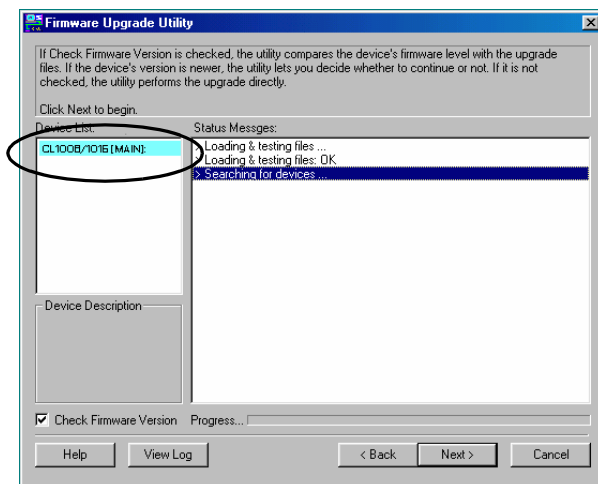 Firmware Upgrade Utility
If Check Firmware Version is checked, the utility compares the device's firmware level with the upgrade
files. If the device's version is newer, the utility lets you decide whether to continue or not. If it is not
checked, the utility performs the upgrade directly.
Click Next to begin.
Device List:
Status Messges:
CL1008/1016 [MAIN]:
> Loading & testing files ...
> Loading & testing files: OK
> Searching for devices ...
Device Description
Check Firmware Version
Progress...
Help
View Log
< Back
Next >
Cancel